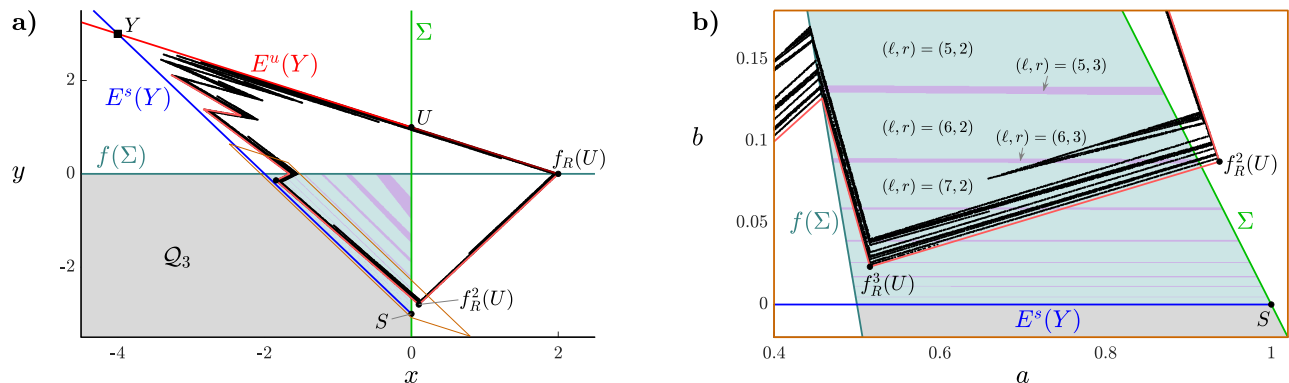 a)
Y
Σ
E^u(Y)
2
E^s(Y)
U
f(Σ)
f_R(U)
y
0
Q_3
-2
f_R^2(U)
S
-4
-2
0
2
x
b)
0.15
(ℓ, r) = (5, 2)
(ℓ, r) = (5, 3)
b
0.1
(ℓ, r) = (6, 2)
(ℓ, r) = (6, 3)
(ℓ, r) = (7, 2)
f_R^2(U)
0.05
f(Σ)
Σ
f_R^3(U)
0
E^s(Y)
S
0.4
0.6
0.8
1
a